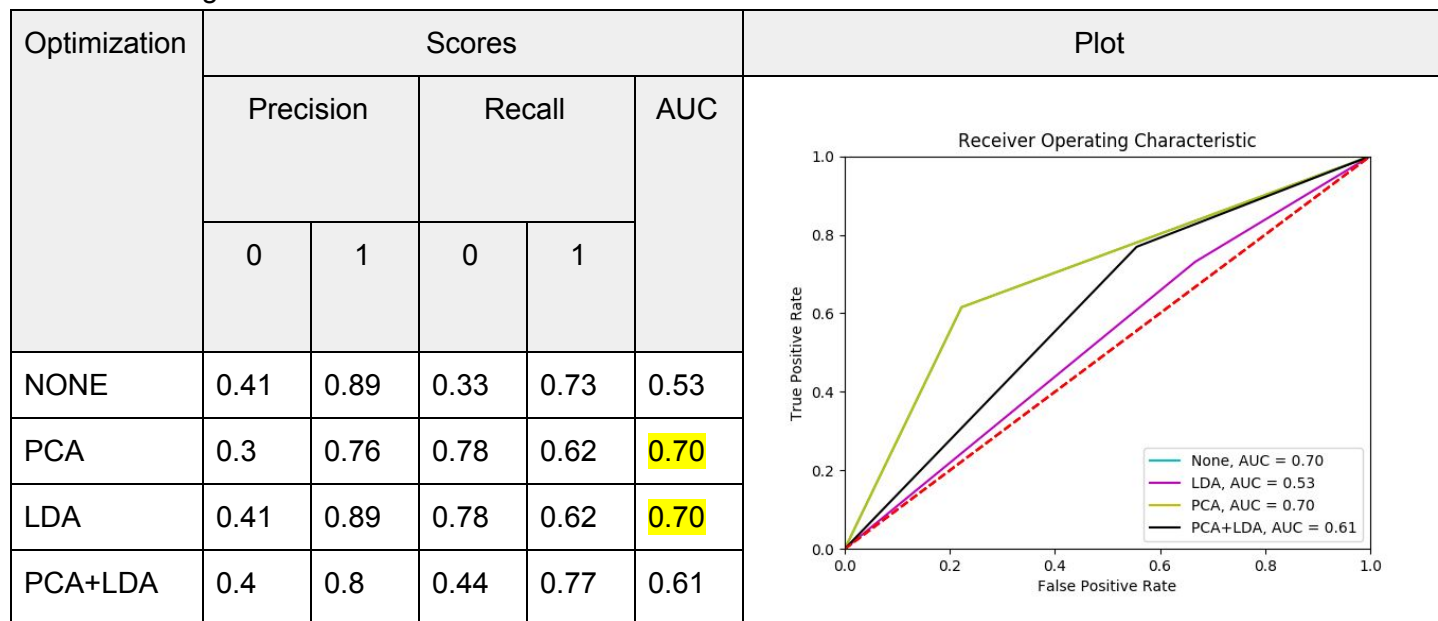 Optimization Scores Plot
Precision Recall AUC
0 1 0 1
NONE 0.41 0.89 0.33 0.73 0.53
PCA 0.3 0.76 0.78 0.62 0.70
LDA 0.41 0.89 0.78 0.62 0.70
PCA+LDA 0.4 0.8 0.44 0.77 0.61
Receiver Operating Characteristic
1.0
0.8
0.6
0.4
0.2
0.0
True Positive Rate
None, AUC = 0.70
LDA, AUC = 0.53
PCA, AUC = 0.70
PCA+LDA, AUC = 0.61
0.0 0.2 0.4 0.6 0.8 1.0
False Positive Rate